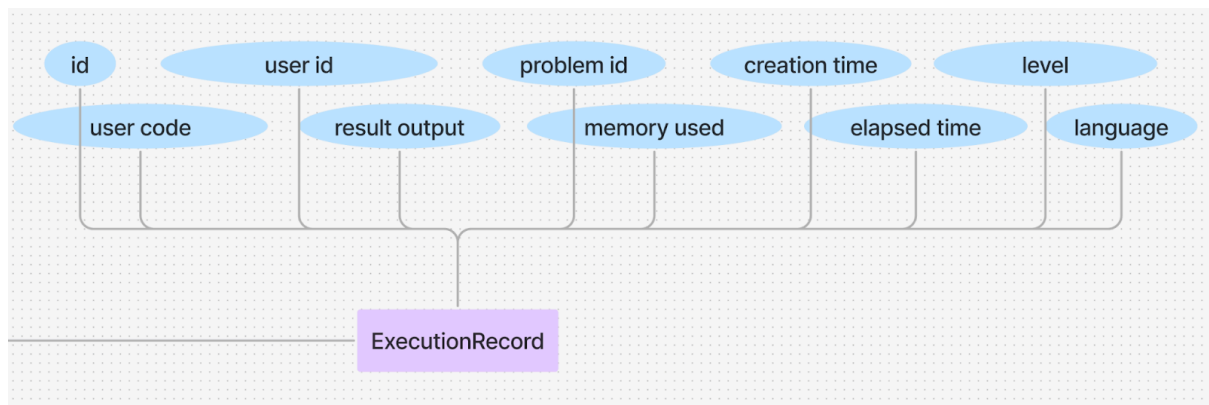 id
user id
problem id
creation time
level
user code
result output
memory used
elapsed time
language
ExecutionRecord